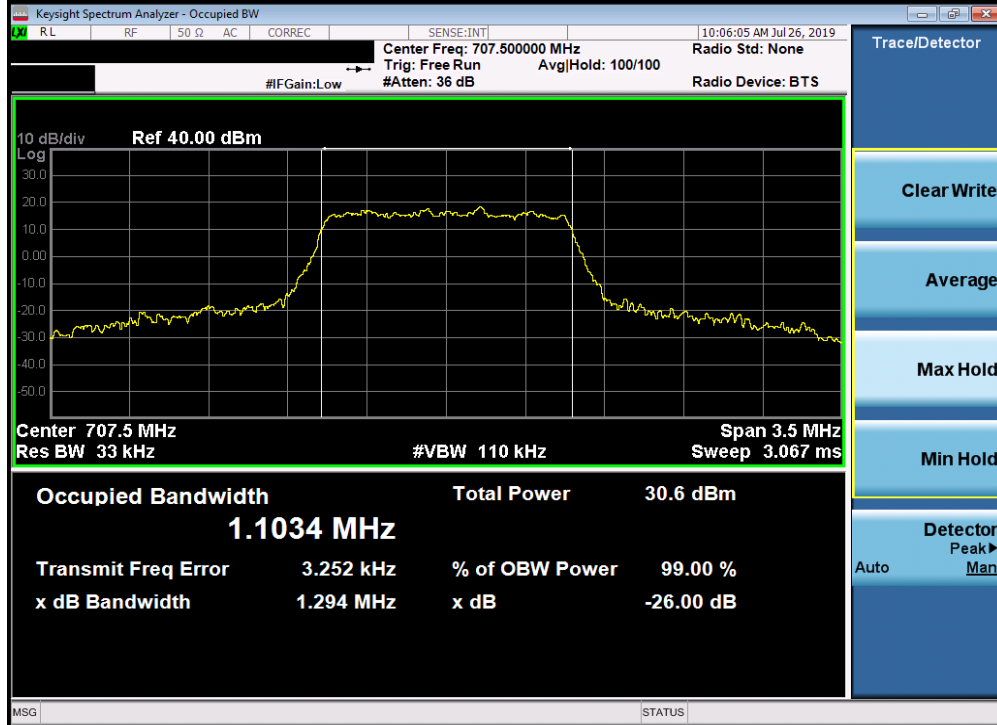 Keysight Spectrum Analyzer - Occupied BW
LXI RL RF 50 Ω AC CORREC SENSE:INT 10:06:05 AM Jul 26, 2019
Center Freq: 707.500000 MHz Radio Std: None
Trig: Free Run Avg|Hold: 100/100
#IFGain:Low #Atten: 36 dB Radio Device: BTS
10 dB/div Ref 40.00 dBm
Log
30.0
20.0
10.0
0.00
-10.0
-20.0
-30.0
-40.0
-50.0
Center 707.5 MHz Span 3.5 MHz
Res BW 33 kHz #VBW 110 kHz Sweep 3.067 ms
Occupied Bandwidth Total Power 30.6 dBm
1.1034 MHz
Transmit Freq Error 3.252 kHz % of OBW Power 99.00 %
x dB Bandwidth 1.294 MHz x dB -26.00 dB
Trace/Detector
Clear Write
Average
Max Hold
Min Hold
Detector
Peak
Auto Man
MSG STATUS